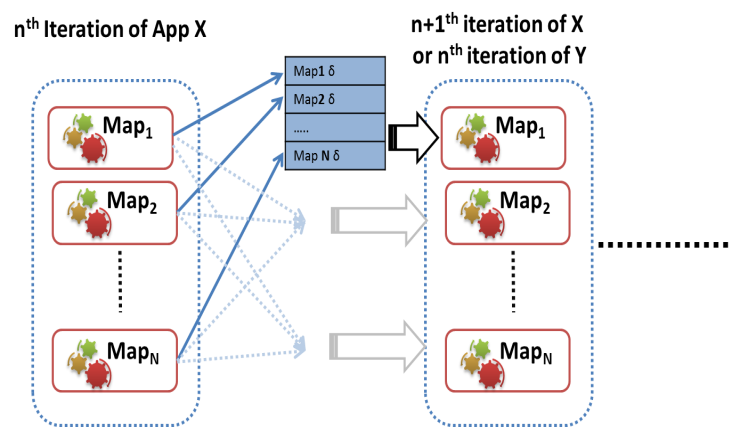 nth Iteration of App X
n+1th iteration of X
or nth iteration of Y
Map1 δ
Map2 δ
.....
Map N δ
Map1
Map2
MapN
Map1
Map2
MapN